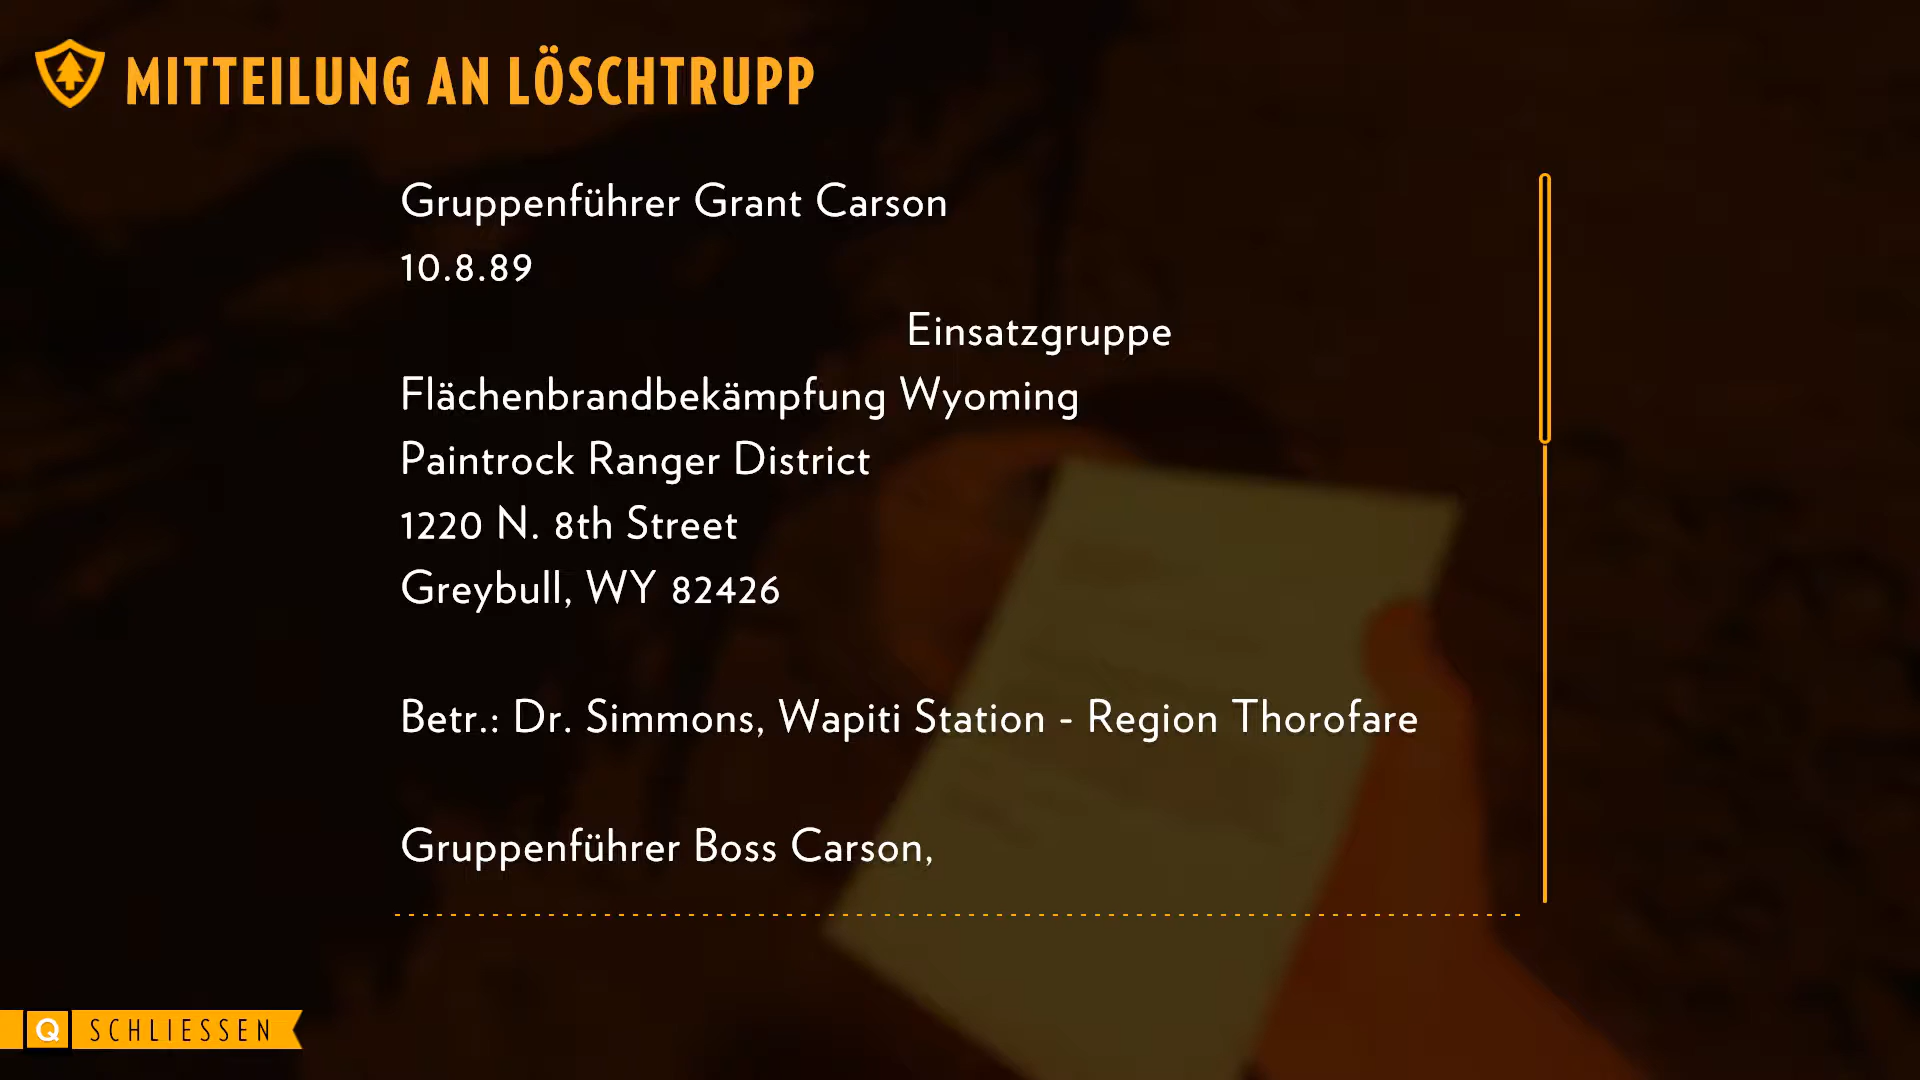 MITTEILUNG AN LÖSCHTRUPP
Gruppenführer Grant Carson
10.8.89
Einsatzgruppe
Flächenbrandbekämpfung Wyoming
Paintrock Ranger District
1220 N. 8th Street
Greybull, WY 82426
Betr.: Dr. Simmons, Wapiti Station - Region Thorofare
Gruppenführer Boss Carson,
Q SCHLIESSEN